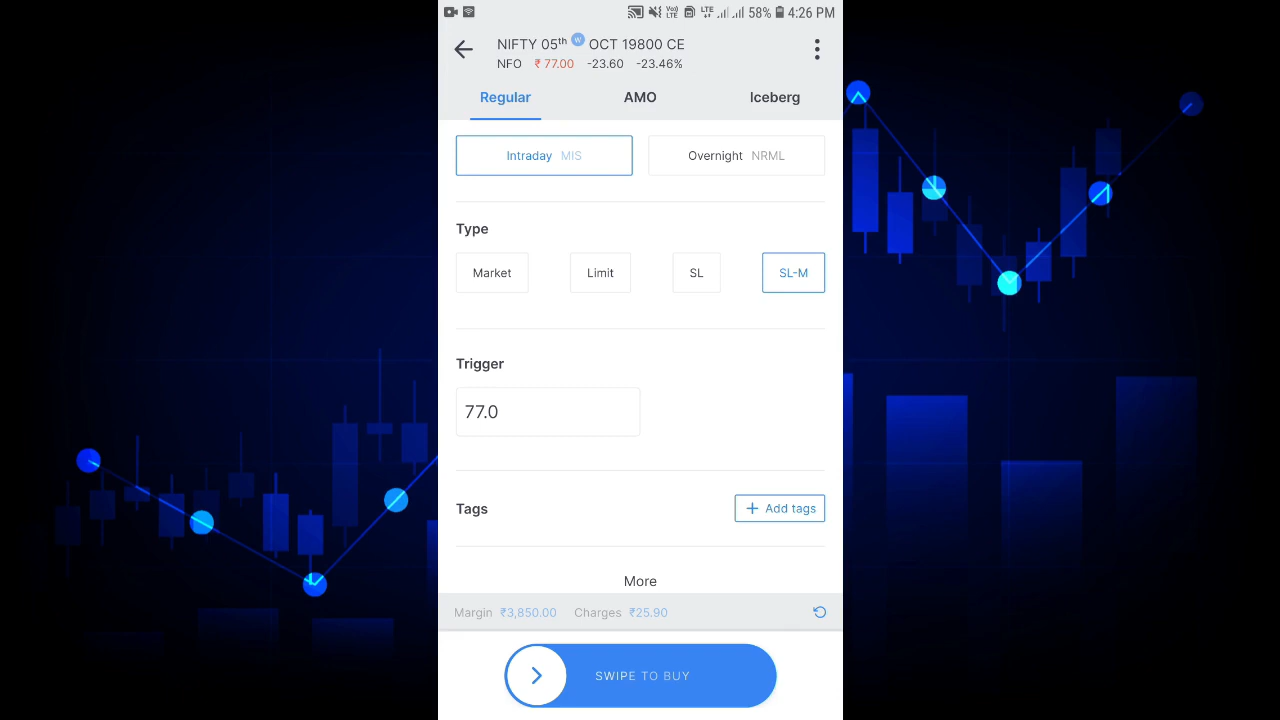 58% 4:26 PM
NIFTY 05th W OCT 19800 CE
NFO ₹ 77.00 -23.60 -23.46%
Regular AMO Iceberg
Intraday MIS Overnight NRML
Type
Market Limit SL SL-M
Trigger
77.0
Tags + Add tags
More
Margin ₹3,850.00 Charges ₹25.90
SWIPE TO BUY